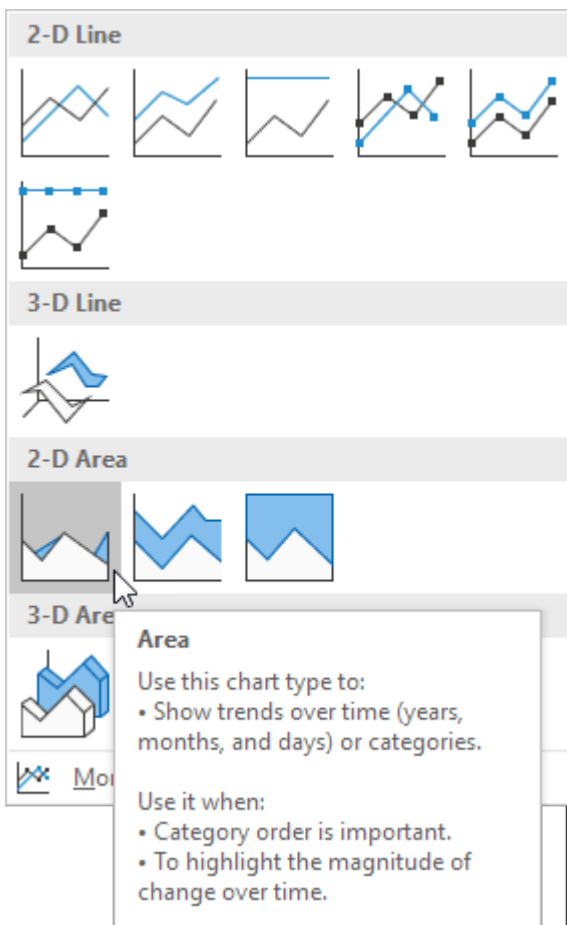 2-D Line
3-D Line
2-D Area
3-D Are
Area
Use this chart type to:
• Show trends over time (years,
months, and days) or categories.
Use it when:
• Category order is important.
• To highlight the magnitude of
change over time.